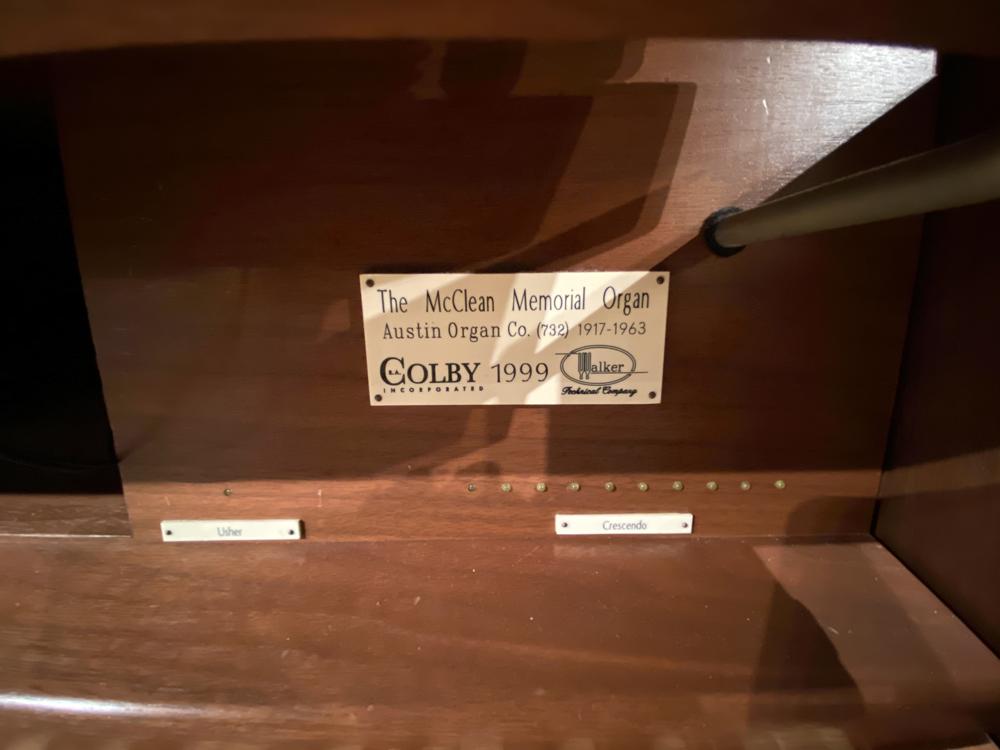 The McClean Memorial Organ
Austin Organ Co. (732) 1917-1963
R.A. COLBY 1999 Walker
INCORPORATED Technical Company
Usher
Crescendo